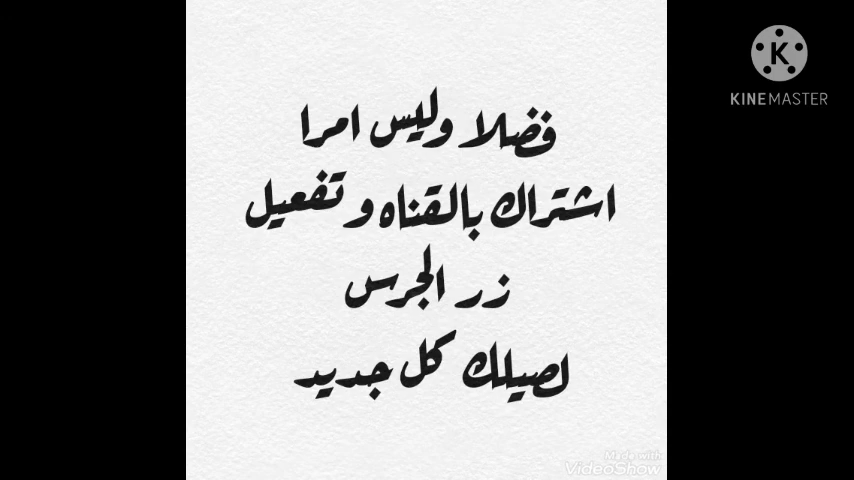 فضلا وليس امرا
اشتراك بالقناه و تفعيل
زر الجرس
لصيلك كل جديد
K
KINEMASTER
Made with
VideoShow